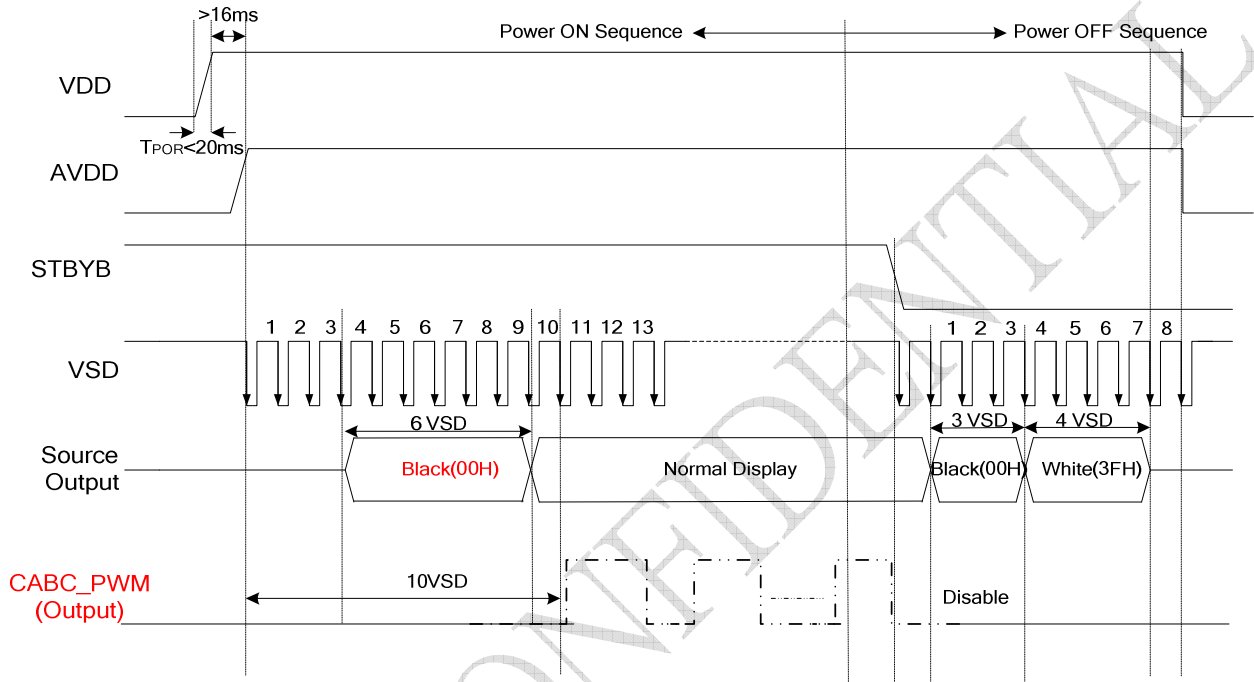 >16ms
Power ON Sequence
Power OFF Sequence
VDD
TPOR<20ms
AVDD
STBYB
1 2 3 4 5 6 7 8 9 10 11 12 13
1 2 3 4 5 6 7 8
VSD
6 VSD
3 VSD
4 VSD
Source
Output
Black(00H)
Normal Display
Black(00H)
White(3FH)
CABC_PWM
(Output)
10VSD
Disable
ONFIDENTIAL